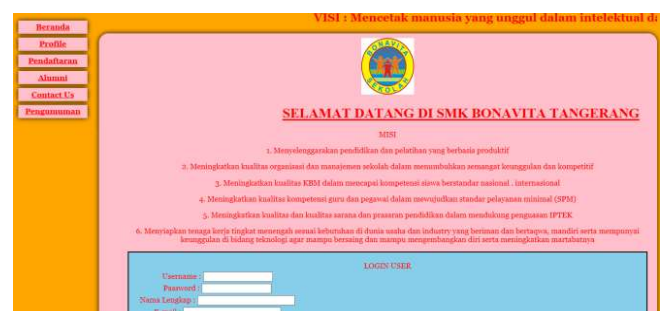 VISI : Mencetak manusia yang unggul dalam intelektual da
Beranda
Profile
Pendaftaran
Alumni
Contact Us
Pengumuman
BONAVITA
SEKOLAH
SELAMAT DATANG DI SMK BONAVITA TANGERANG
MISI
1. Menyelenggarakan pendidikan dan pelatihan yang berbasis produktif
2. Meningkatkan kualitas organisasi dan manajemen sekolah dalam menumbuhkan semangat keunggulan dan kompetitif
3. Meningkatkan kualitas KBM dalam mencapai kompetensi siswa berstandar nasional . internasional
4. Meningkatkan kualitas kompetensi guru dan pegawai dalam mewujudkan standar pelayanan minimal (SPM)
5. Meningkatkan kualitas dan kualitas sarana dan prasaran pendidikan dalam mendukung penguasan IPTEK
6. Menyiapkan tenaga kerja tingkat menengah sesuai kebutuhan di dunia usaha dan industry yang beriman dan bertaqwa, mandiri serta mempunyai
keunggulan di bidang teknologi agar mampu bersaing dan mampu mengembangkan diri serta meningkatkan martabatnya
LOGIN USER
Username :
Password :
Nama Lengkap :